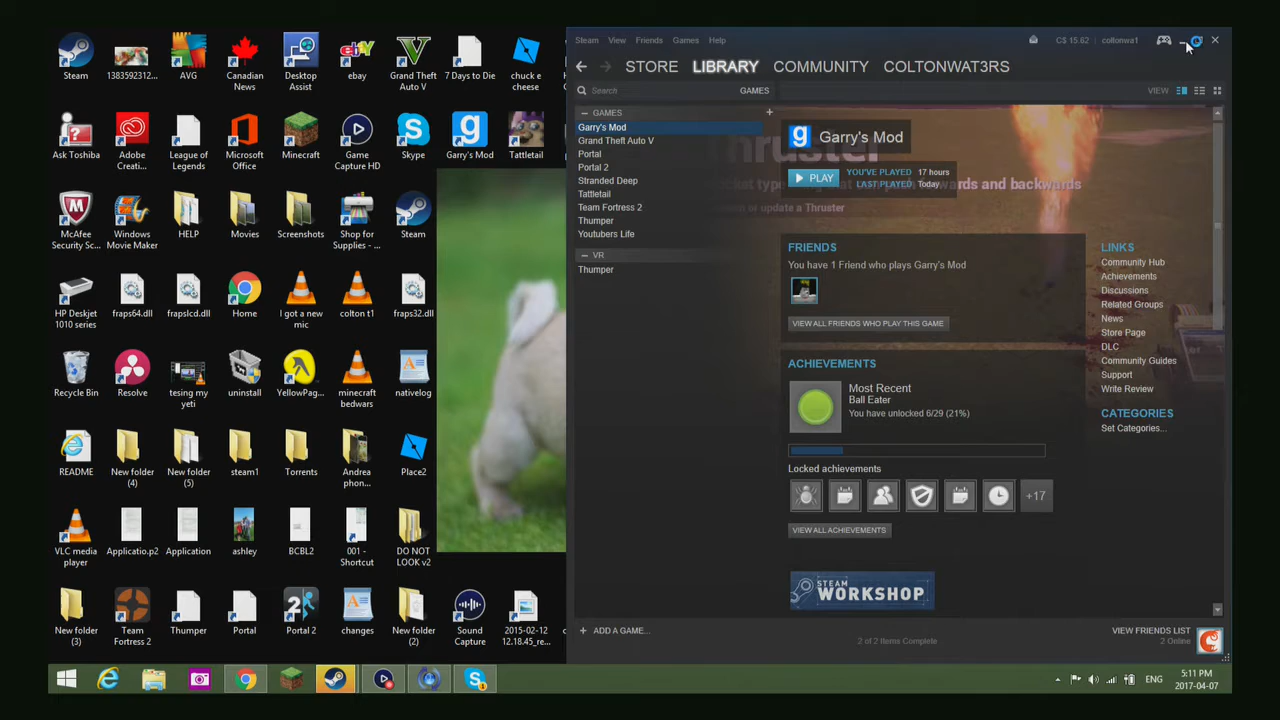 Steam View Friends Games Help C$ 15.62 collonwa1
STORE LIBRARY COMMUNITY COLTONWAT3RS
Search GAMES VIEW
GAMES
Garry's Mod
Grand Theft Auto V
Portal
Portal 2
Stranded Deep
Tattletail
Team Fortress 2
Thumper
Youtubers Life
VR
Thumper
Thruster
Garry's Mod
PLAY YOU'VE PLAYED 17 hours
LAST PLAYED: Today
FRIENDS
You have 1 Friend who plays Garry's Mod
VIEW ALL FRIENDS WHO PLAY THIS GAME
ACHIEVEMENTS
Most Recent
Ball Eater
You have unlocked 6/29 (21%)
Locked achievements
+17
VIEW ALL ACHIEVEMENTS
STEAM
WORKSHOP
LINKS
Community Hub
Achievements
Discussions
Related Groups
News
Store Page
DLC
Community Guides
Support
Write Review
CATEGORIES
Set Categories...
ADD A GAME...
2 of 2 Items Complete
VIEW FRIENDS LIST
2 Online
Steam
1383592312...
AVG
Canadian
News
Desktop
Assist
ebay
Grand Theft
Auto V
7 Days to Die
chuck e
cheese
Ask Toshiba
Adobe
Creati...
League of
Legends
Microsoft
Office
Minecraft
Game
Capture HD
Skype
Garry's Mod
Tattletail
McAfee
Security Sc...
Windows
Movie Maker
HELP
Movies
Screenshots
Shop for
Supplies - ...
Steam
HP Deskjet
1010 series
fraps64.dll
frapslcd.dll
Home
I got a new
mic
colton t1
fraps32.dll
Recycle Bin
Resolve
tesing my
yeti
uninstall
YellowPag...
minecraft
bedwars
nativelog
README
New folder
(4)
New folder
(5)
steam1
Torrents
Andrea
phon...
Place2
VLC media
player
Applicatio.p2
Application
ashley
BCBL2
001 -
Shortcut
DO NOT
LOOK v2
New folder
(3)
Team
Fortress 2
Thumper
Portal
Portal 2
changes
New folder
(2)
Sound
Capture
2015-02-12
12.18.45_re...
ENG
5:11 PM
2017-04-07